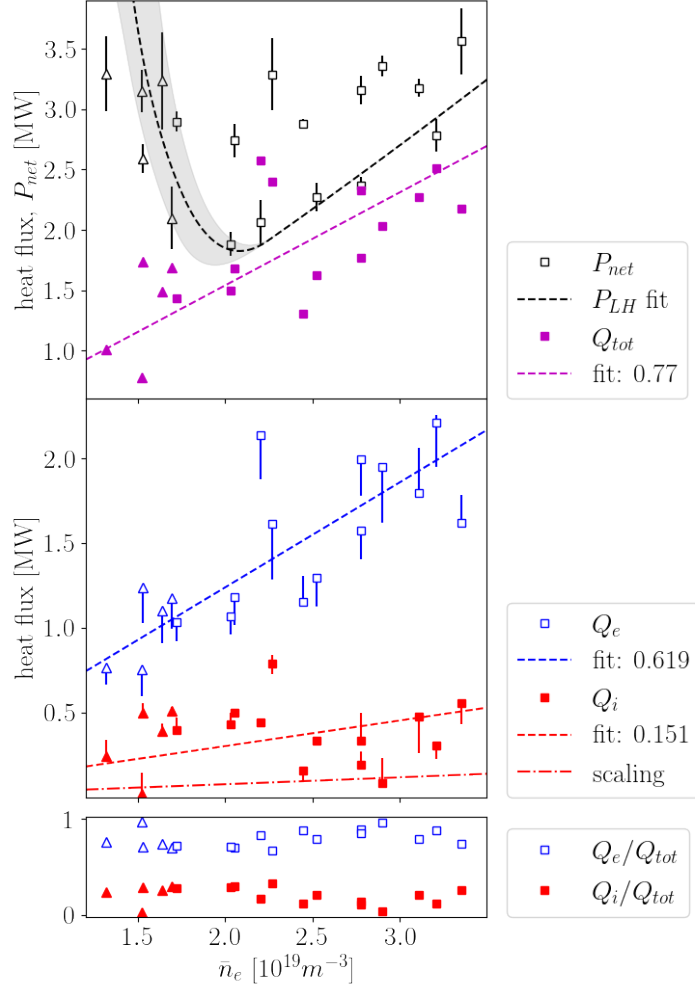 heat flux, P_net [MW]
3.5
3.0
2.5
2.0
1.5
1.0
P_net
P_LH fit
Q_tot
fit: 0.77
heat flux [MW]
2.0
1.5
1.0
0.5
Q_e
fit: 0.619
Q_i
fit: 0.151
scaling
1
0
Q_e/Q_tot
Q_i/Q_tot
1.5 2.0 2.5 3.0
n̄_e [10^19 m^−3]